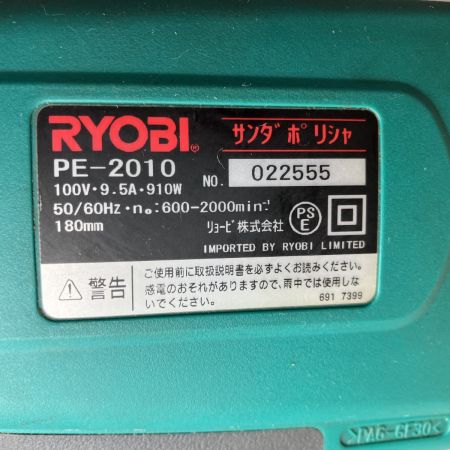 RYOBI® サンダポリシャ
PE-2010
NO. 022555
100V・9.5A・910W
50/60Hz・n₀:600-2000min⁻¹
180mm
リョービ株式会社
PS E
IMPORTED BY RYOBI LIMITED
⚠ 警告
ご使用前に取扱説明書を必ずよくお読みください。
感電のおそれがありますので、雨中では使用しな
いでください。
691 7399
>PA6-GF30<